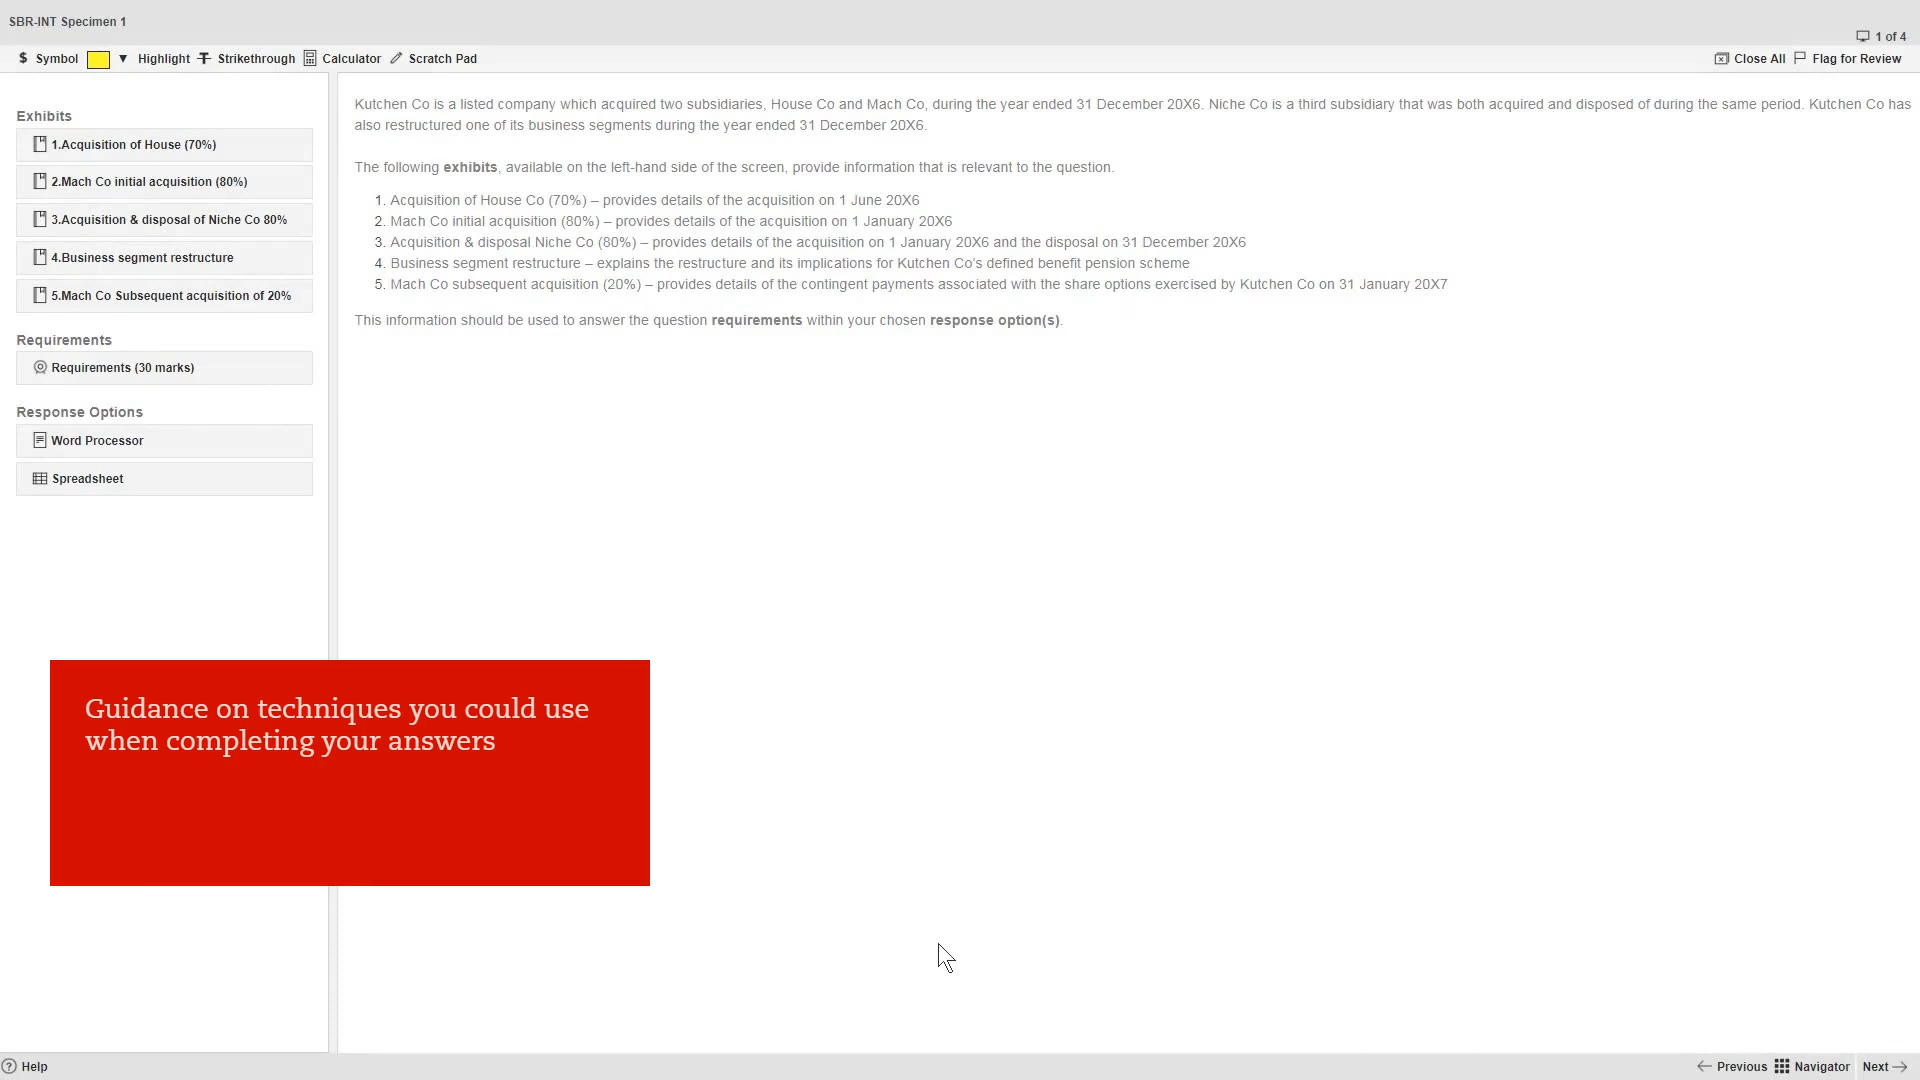 SBR-INT Specimen 1
1 of 4
$ Symbol ▼ Highlight Strikethrough Calculator Scratch Pad
Close All Flag for Review
Exhibits
1.Acquisition of House (70%)
2.Mach Co initial acquisition (80%)
3.Acquisition & disposal of Niche Co 80%
4.Business segment restructure
5.Mach Co Subsequent acquisition of 20%
Requirements
Requirements (30 marks)
Response Options
Word Processor
Spreadsheet
Kutchen Co is a listed company which acquired two subsidiaries, House Co and Mach Co, during the year ended 31 December 20X6. Niche Co is a third subsidiary that was both acquired and disposed of during the same period. Kutchen Co has
also restructured one of its business segments during the year ended 31 December 20X6.
The following exhibits, available on the left-hand side of the screen, provide information that is relevant to the question.
1. Acquisition of House Co (70%) – provides details of the acquisition on 1 June 20X6
2. Mach Co initial acquisition (80%) – provides details of the acquisition on 1 January 20X6
3. Acquisition & disposal Niche Co (80%) – provides details of the acquisition on 1 January 20X6 and the disposal on 31 December 20X6
4. Business segment restructure – explains the restructure and its implications for Kutchen Co's defined benefit pension scheme
5. Mach Co subsequent acquisition (20%) – provides details of the contingent payments associated with the share options exercised by Kutchen Co on 31 January 20X7
This information should be used to answer the question requirements within your chosen response option(s).
Guidance on techniques you could use
when completing your answers
? Help
Previous Navigator Next